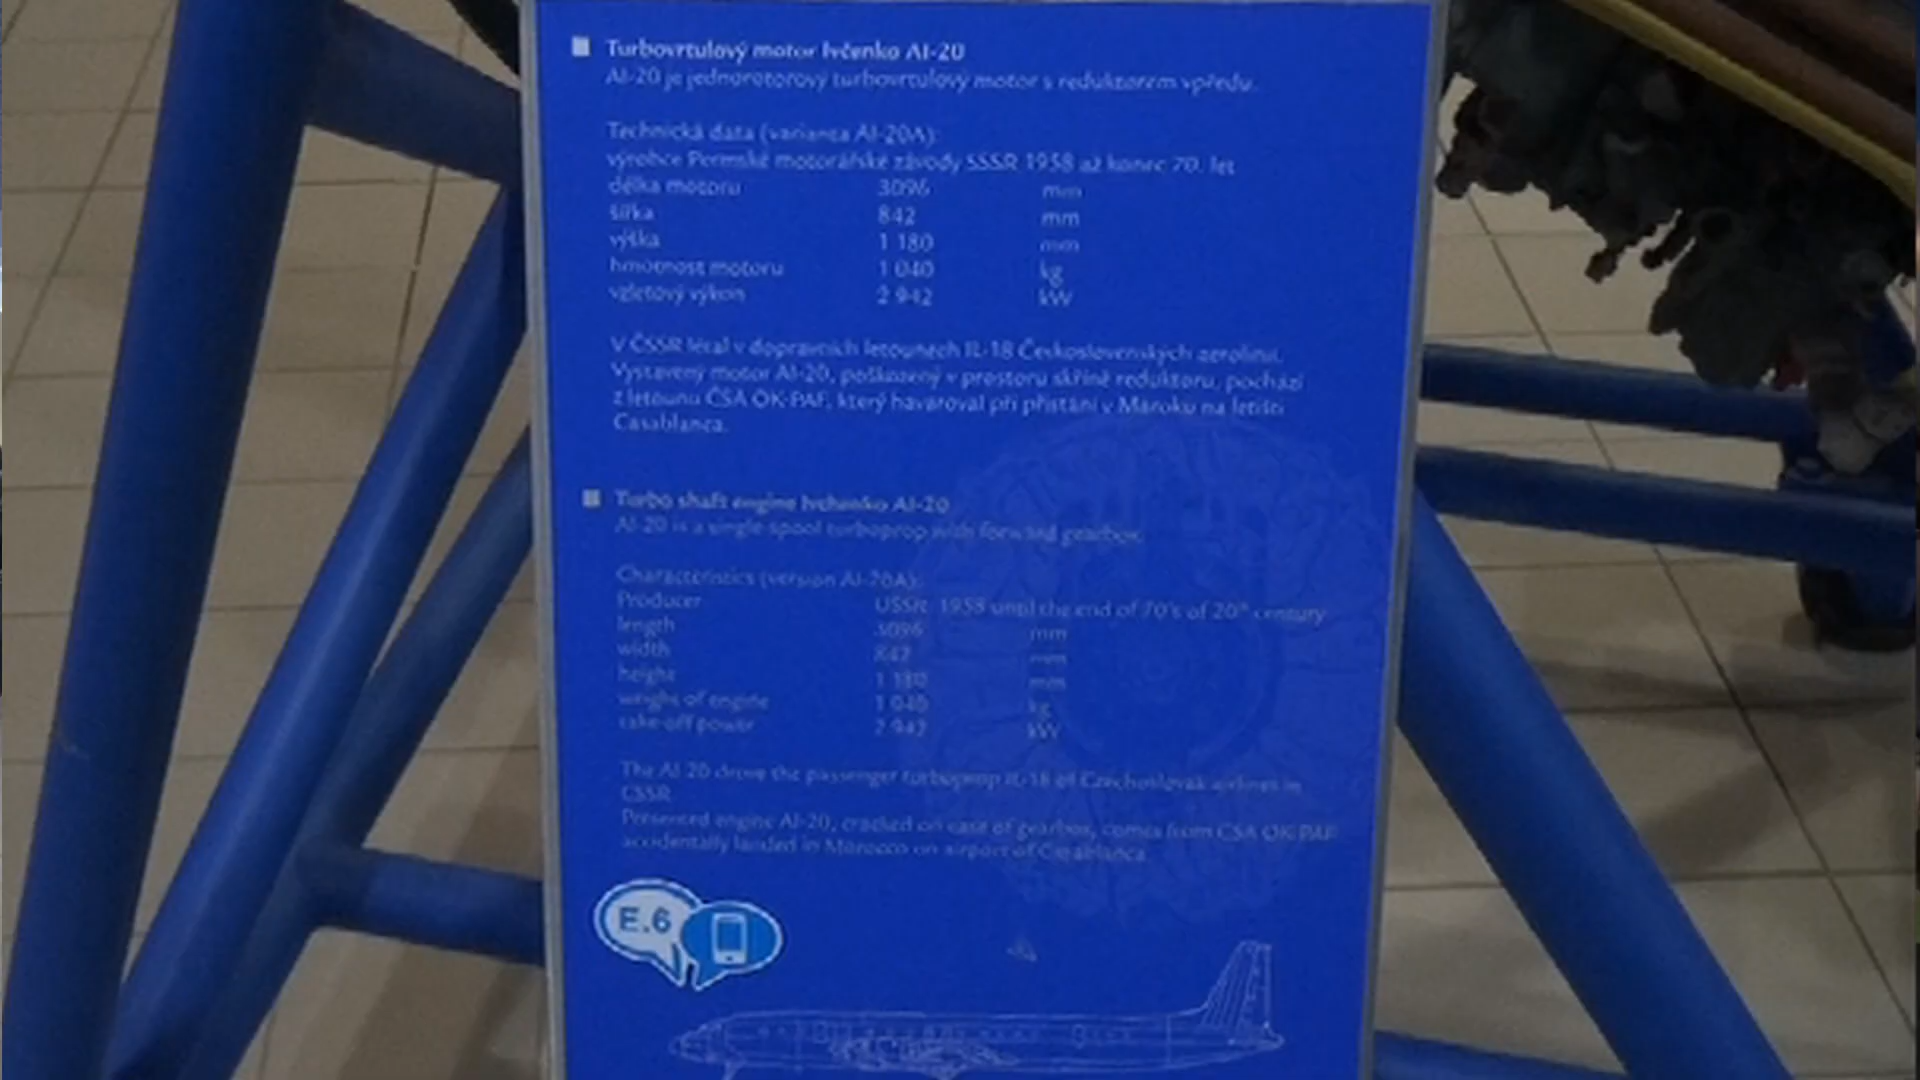 Turbovrtulový motor Ivčenko AI-20
AI-20 je jednorotorový turbovrtulový motor s reduktorem vpředu.
Technická data (varianta AI-20A):
výrobce Permské motorářské závody SSSR 1958 až konec 70. let
délka motoru 3096 mm
šířka 842 mm
výška 1 180 mm
hmotnost motoru 1 040 kg
vzletový výkon 2 942 kW
V ČSSR létal v dopravních letounech IL-18 Československých aerolinií.
Vystavený motor AI-20, poškozený v prostoru skříně reduktoru, pochází
z letounu ČSA OK-PAF, který havaroval při přistání v Maroku na letišti
Casablanca.
Turbo shaft engine Ivchenko AI-20
AI-20 is a single spool turboprop with forward gearbox.
Characteristics (version AI-20A):
Producer USSR 1958 until the end of 70's of 20th century
length 3096 mm
width 842 mm
height 1 180 mm
weight of engine 1 040 kg
take-off power 2 942 kW
The AI-20 drove the passenger turboprop IL-18 of Czechoslovak airlines in
ČSSR.
Presented engine AI-20, cracked on case of gearbox, comes from ČSA OK-PAF
accidentally landed in Morocco on airport of Casablanca.
E.6